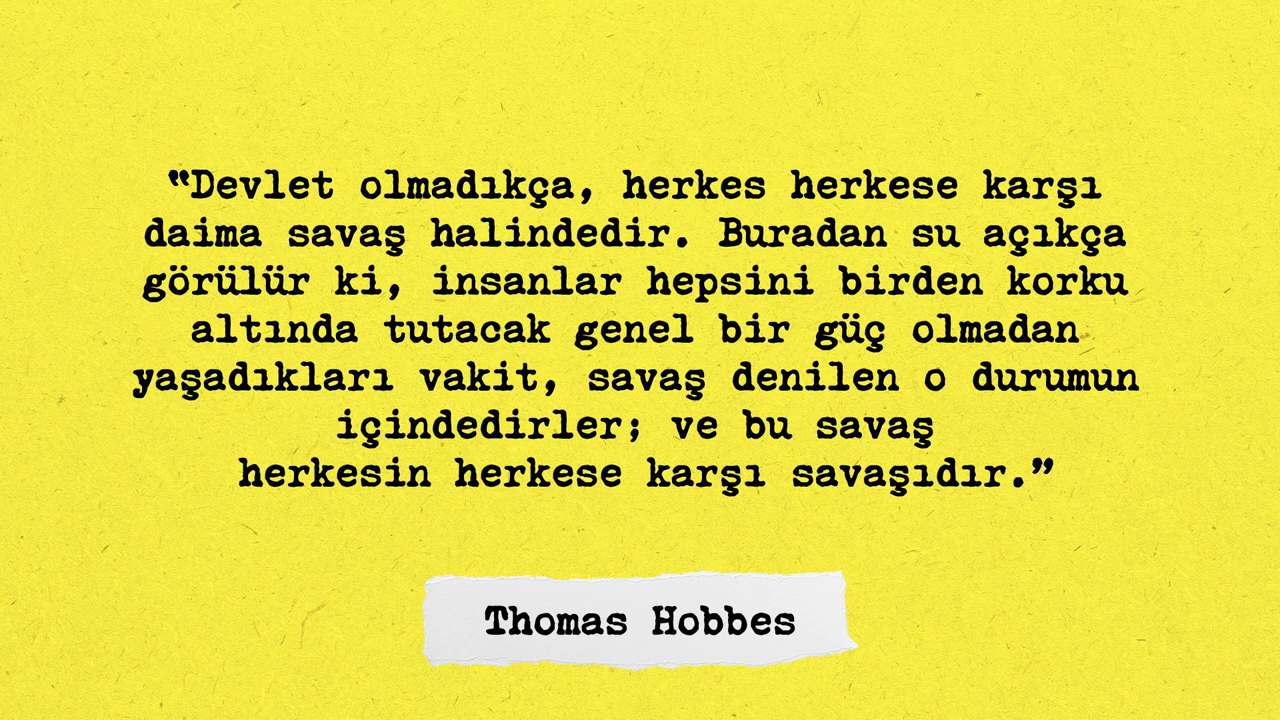 “Devlet olmadıkça, herkes herkese karşı
daima savaş halindedir. Buradan su açıkça
görülür ki, insanlar hepsini birden korku
altında tutacak genel bir güç olmadan
yaşadıkları vakit, savaş denilen o durumun
içindedirler; ve bu savaş
herkesin herkese karşı savaşıdır.”
Thomas Hobbes